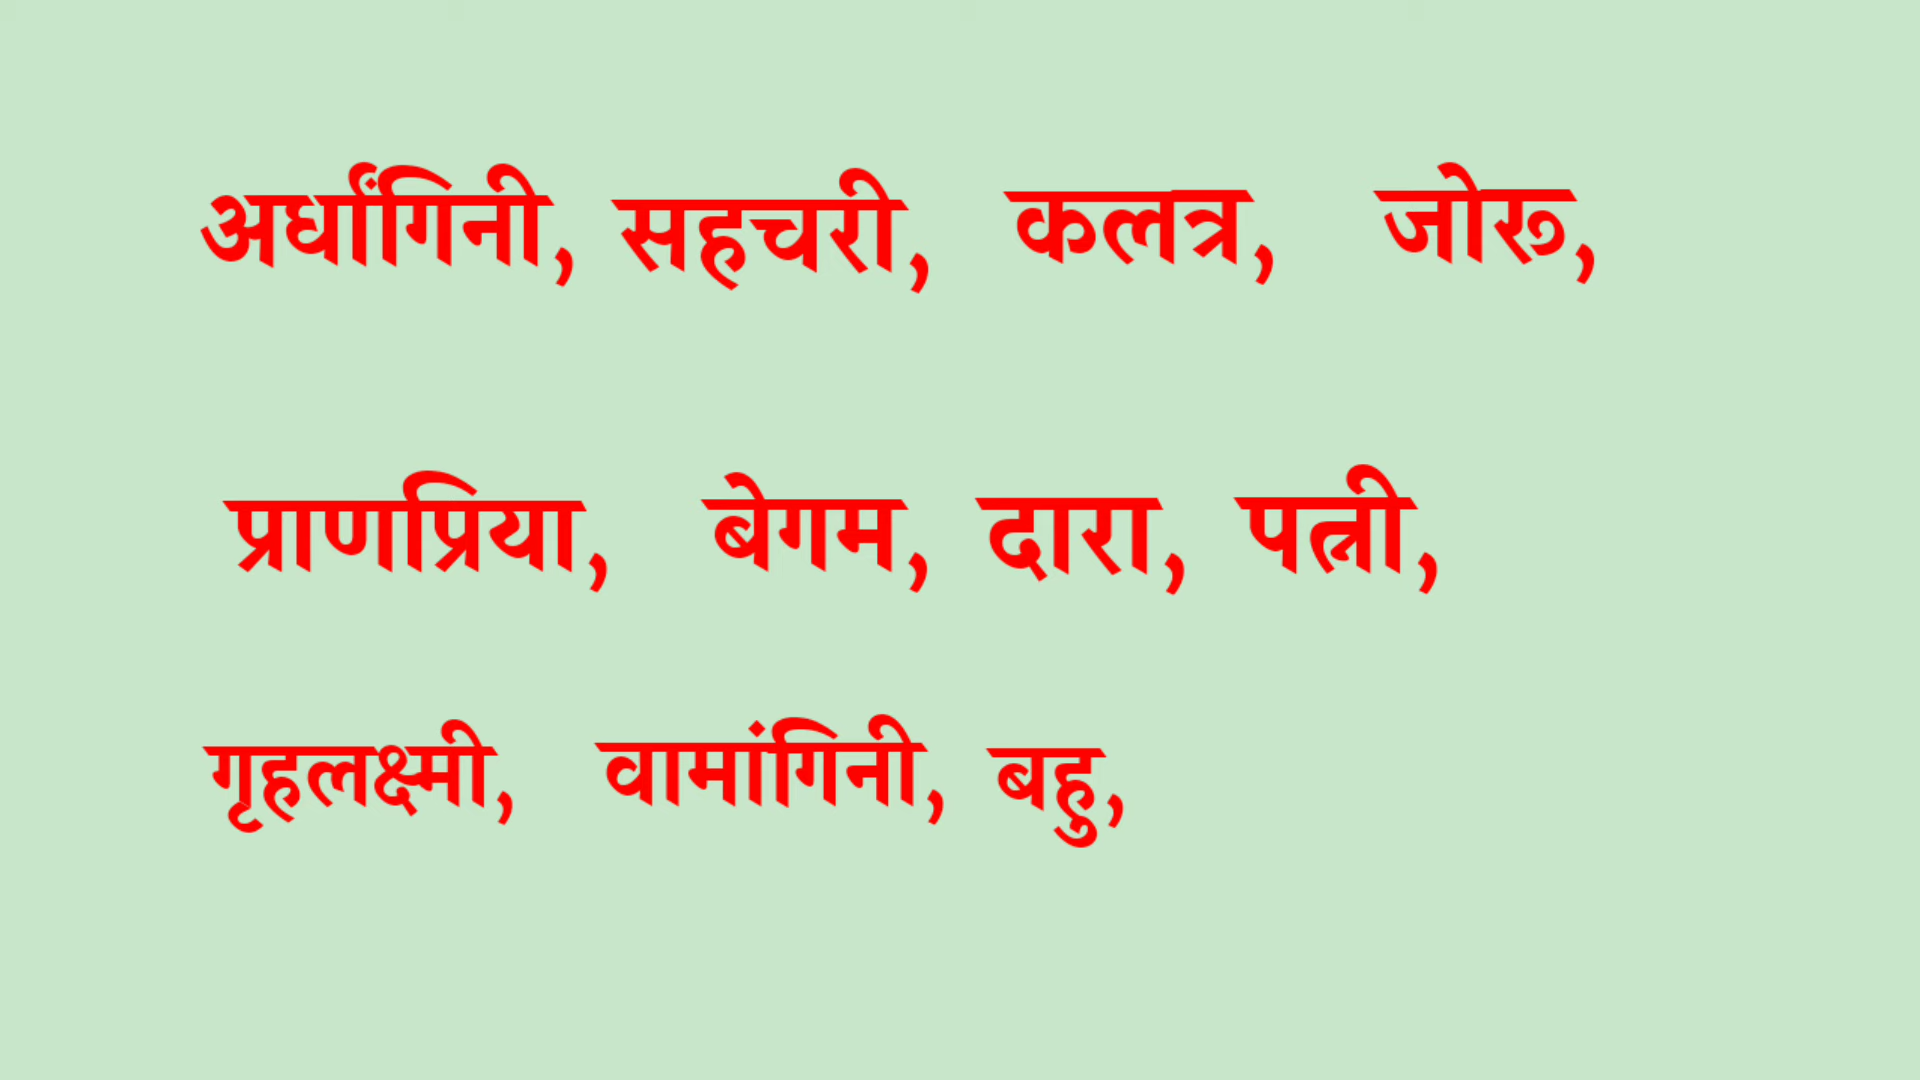 अर्धांगिनी, सहचरी, कलत्र, जोरू,
प्राणप्रिया, बेगम, दारा, पत्नी,
गृहलक्ष्मी, वामांगिनी, बहु,